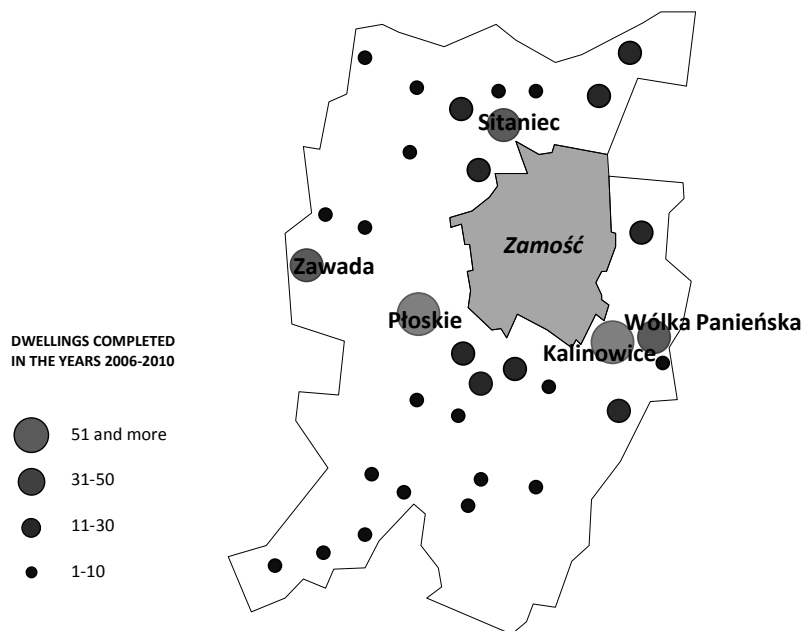 Sitaniec
Zamość
Zawada
Płoskie
Wólka Panieńska
Kalinowice
DWELLINGS COMPLETED
IN THE YEARS 2006-2010
51 and more
31-50
11-30
1-10